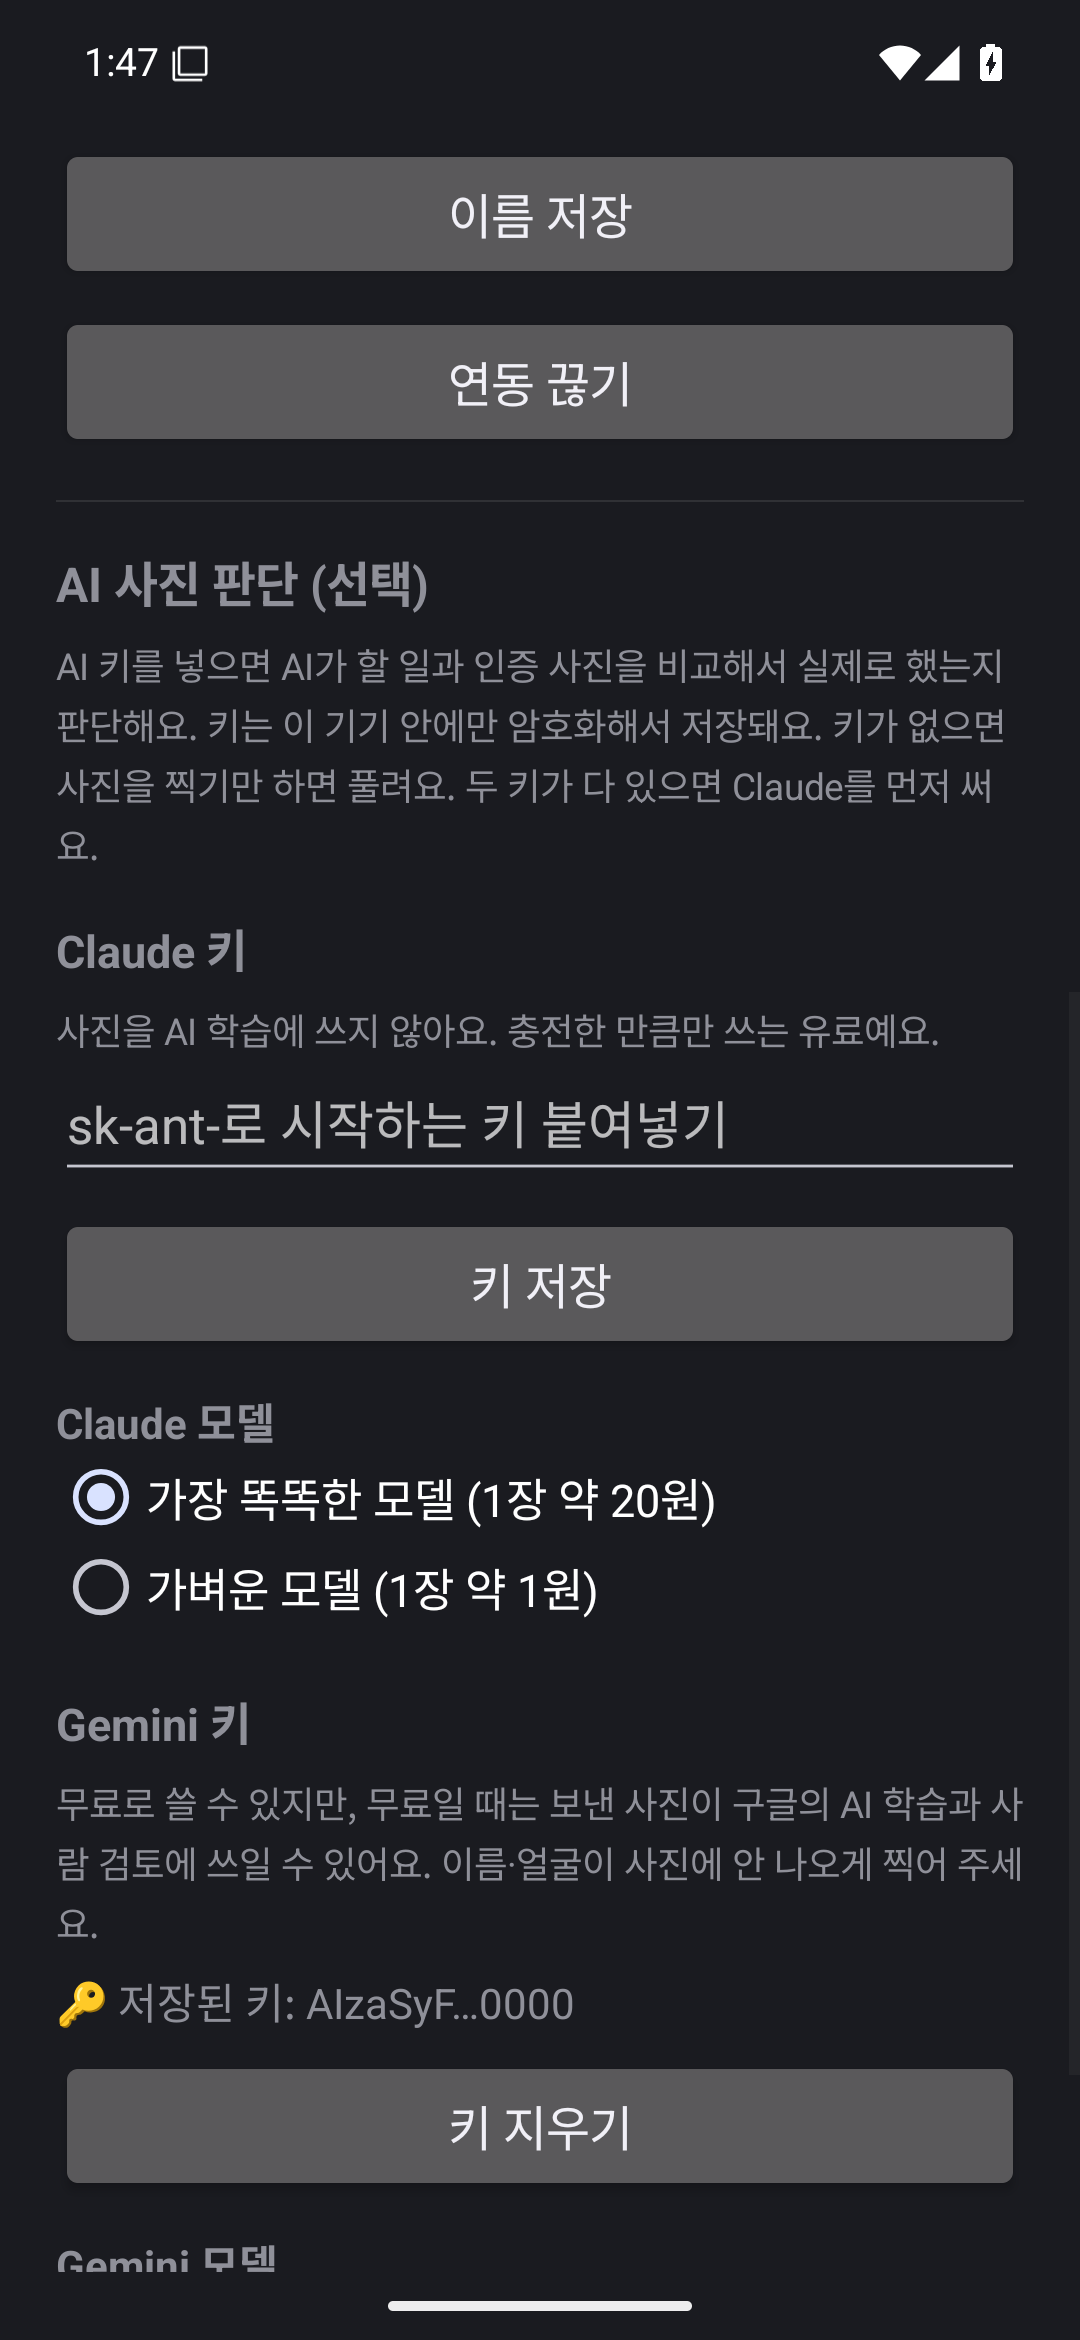 1:47
이름 저장
연동 끊기
AI 사진 판단 (선택)
AI 키를 넣으면 AI가 할 일과 인증 사진을 비교해서 실제로 했는지
판단해요. 키는 이 기기 안에만 암호화해서 저장돼요. 키가 없으면
사진을 찍기만 하면 풀려요. 두 키가 다 있으면 Claude를 먼저 써
요.
Claude 키
사진을 AI 학습에 쓰지 않아요. 충전한 만큼만 쓰는 유료예요.
sk-ant-로 시작하는 키 붙여넣기
키 저장
Claude 모델
가장 똑똑한 모델 (1장 약 20원)
가벼운 모델 (1장 약 1원)
Gemini 키
무료로 쓸 수 있지만, 무료일 때는 보낸 사진이 구글의 AI 학습과 사
람 검토에 쓰일 수 있어요. 이름·얼굴이 사진에 안 나오게 찍어 주세
요.
🔑 저장된 키: AIzaSyF…0000
키 지우기
Gemini 모델